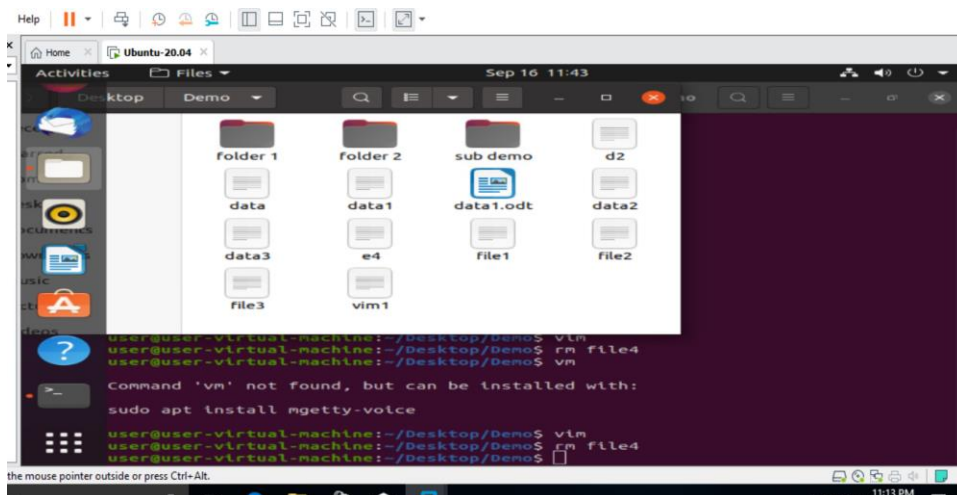 Help
Home
Ubuntu-20.04
Activities
Files
Sep 16 11:43
Desktop
Demo
folder 1
folder 2
sub demo
d2
data
data1
data1.odt
data2
data3
e4
file1
file2
file3
vim1
user@user-virtual-machine:~/Desktop/Demo$ vim
user@user-virtual-machine:~/Desktop/Demo$ rm file4
user@user-virtual-machine:~/Desktop/Demo$ vm
Command 'vm' not found, but can be installed with:
sudo apt install mgetty-voice
user@user-virtual-machine:~/Desktop/Demo$ vim
user@user-virtual-machine:~/Desktop/Demo$ rm file4
user@user-virtual-machine:~/Desktop/Demo$
the mouse pointer outside or press Ctrl+Alt.
11:13 PM